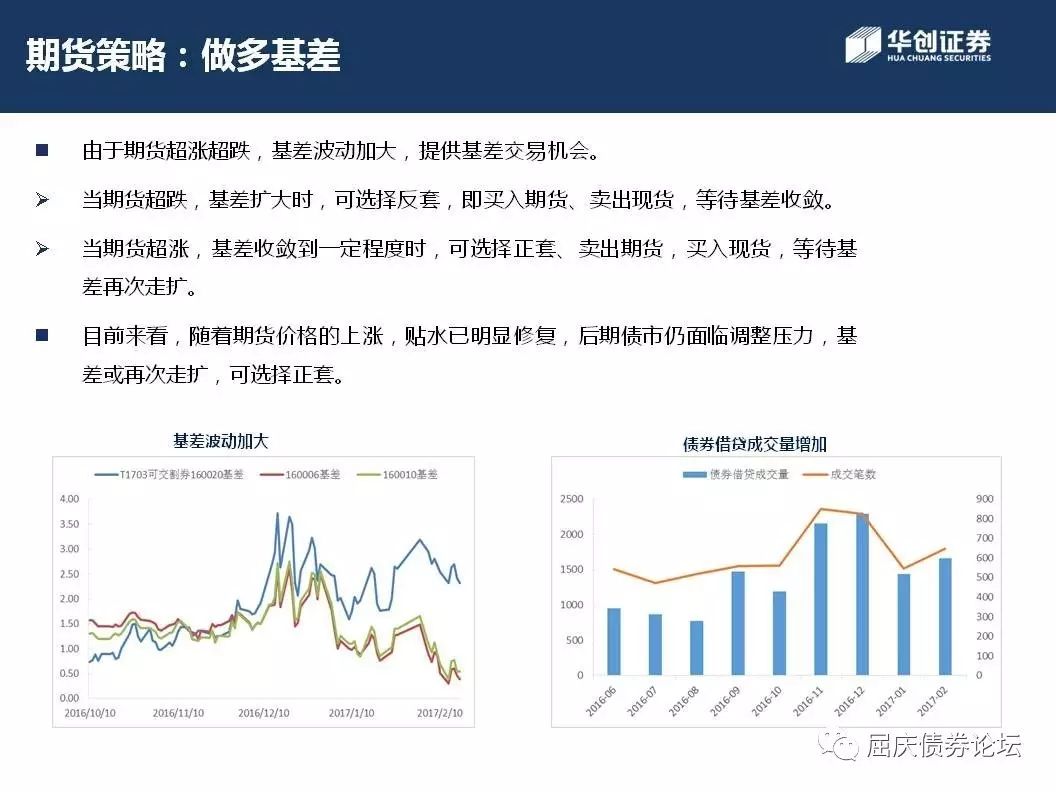 期货策略：做多基差
华创证券
HUA CHUANG SECURITIES
由于期货超涨超跌，基差波动加大，提供基差交易机会。
当期货超跌，基差扩大时，可选择反套，即买入期货、卖出现货，等待基差收敛。
当期货超涨，基差收敛到一定程度时，可选择正套、卖出期货，买入现货，等待基
差再次走扩。
目前来看，随着期货价格的上涨，贴水已明显修复，后期债市仍面临调整压力，基
差或再次走扩，可选择正套。
基差波动加大
T1703可交割券160020基差 160006基差 160010基差
4.00
3.50
3.00
2.50
2.00
1.50
1.00
0.50
0.00
2016/10/10 2016/11/10 2016/12/10 2017/1/10 2017/2/10
债券借贷成交量增加
债券借贷成交量 成交笔数
2500
2000
1500
1000
500
0
900
800
700
600
500
400
300
200
100
0
2016-06 2016-07 2016-08 2016-09 2016-10 2016-11 2016-12 2017-01 2017-02
屈庆债券论坛